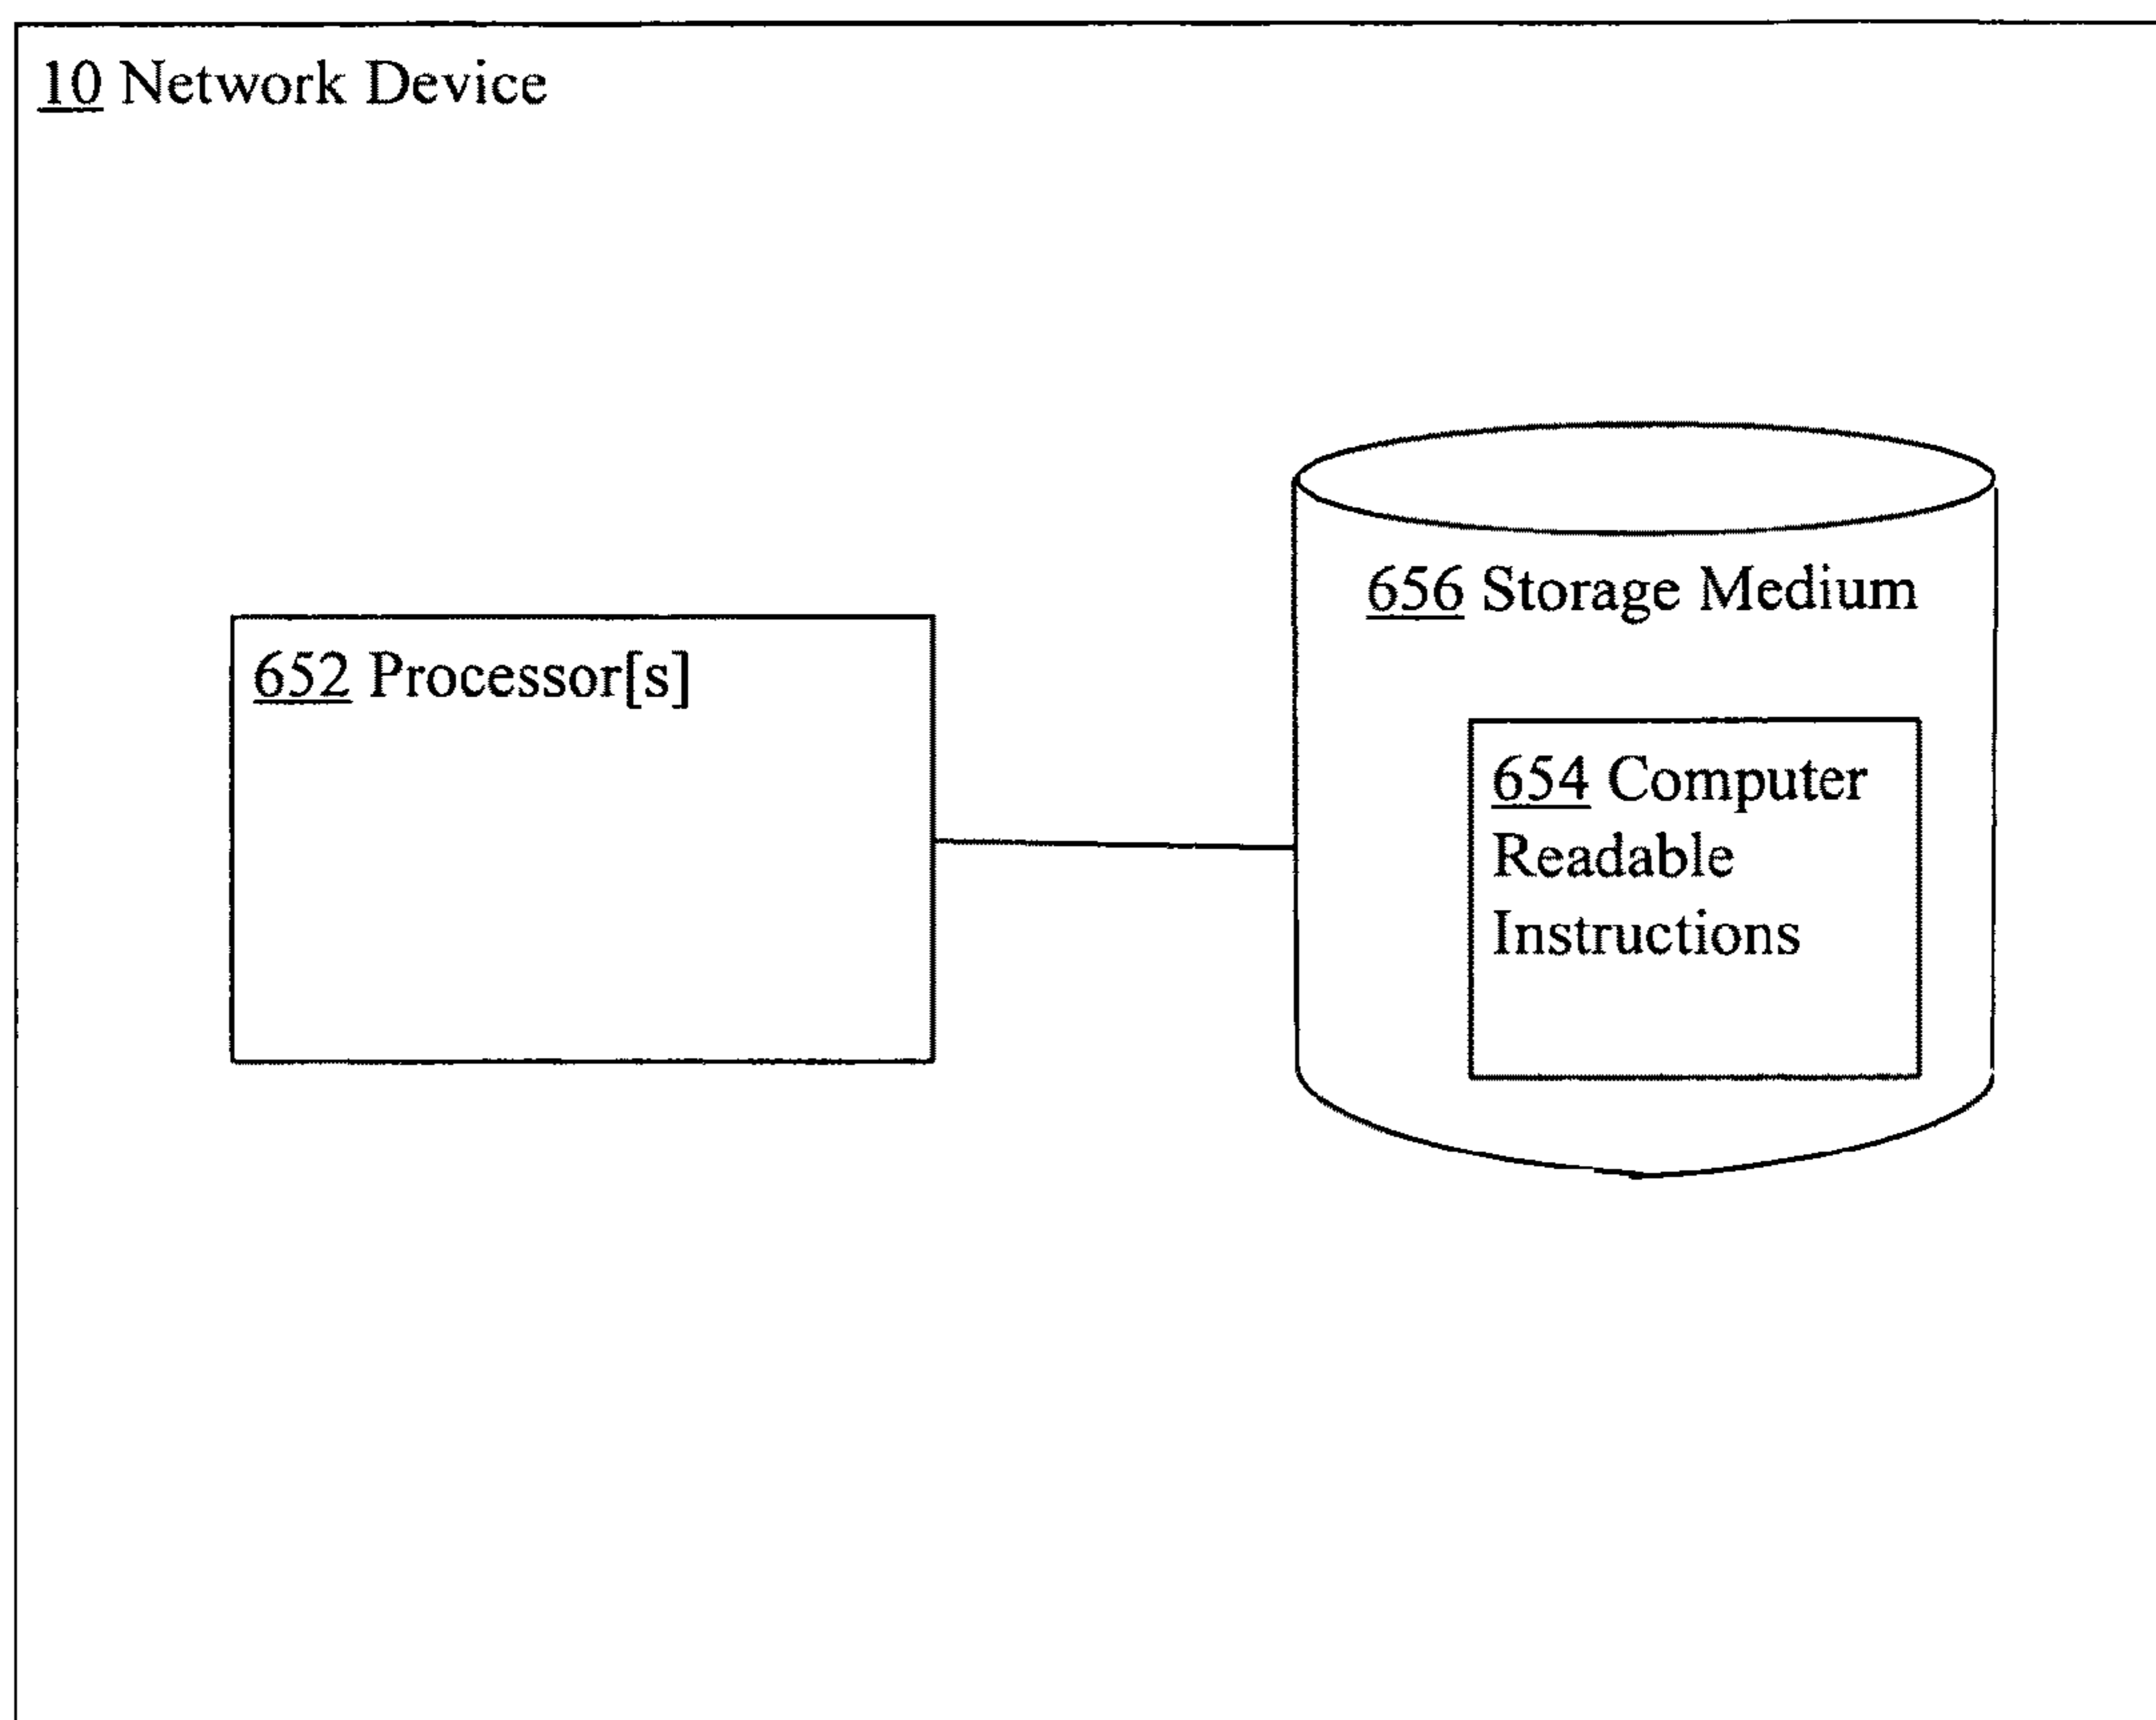 10 Network Device
656 Storage Medium
652 Processor[s]
654 Computer
Readable
Instructions